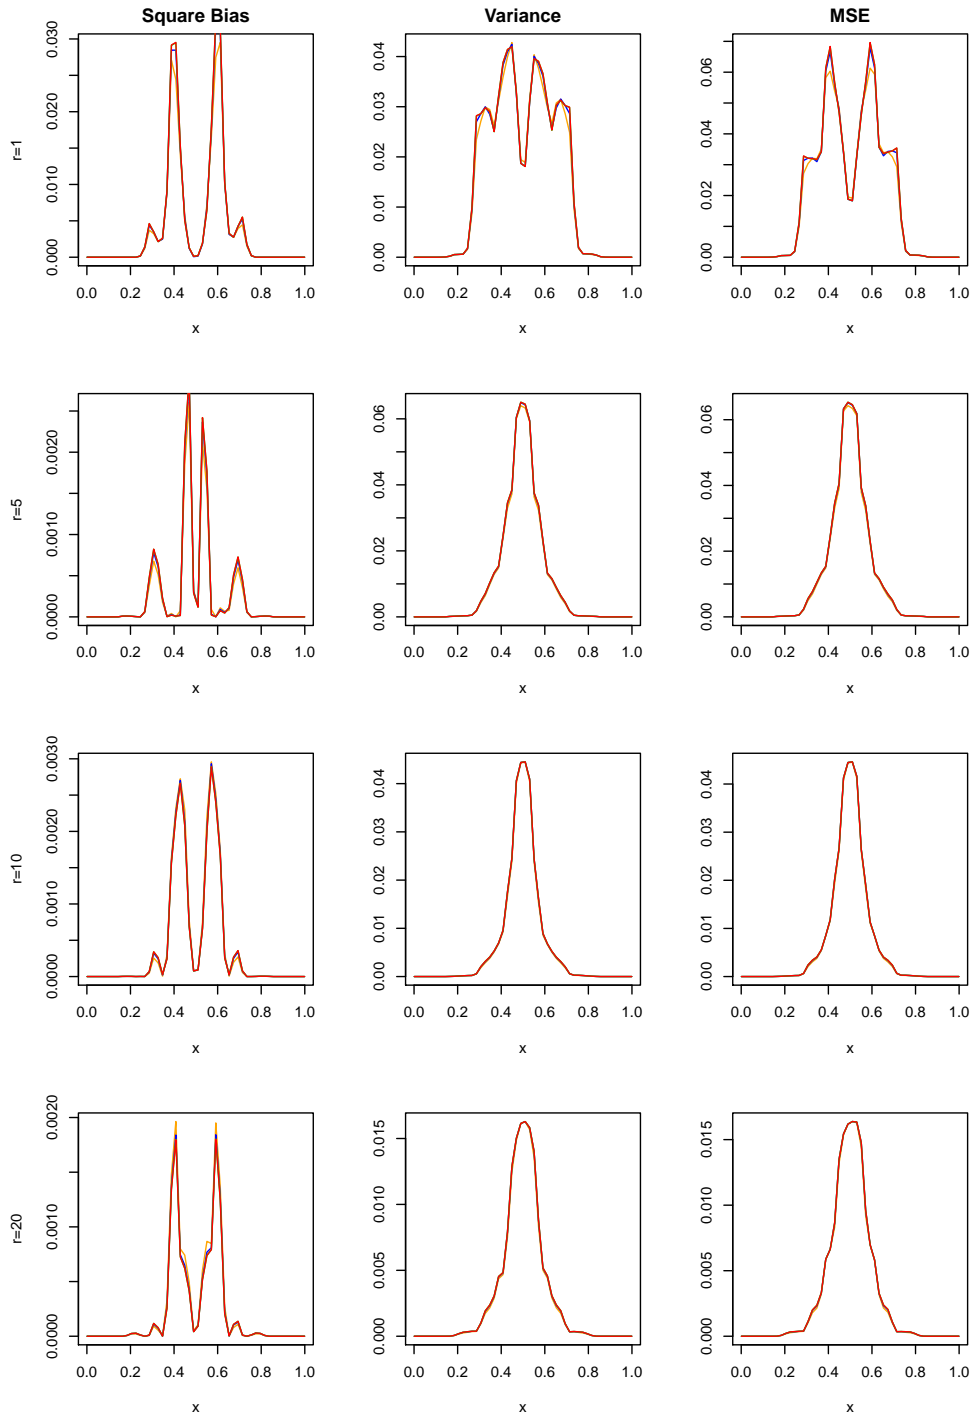 Square Bias Variance MSE
r=1
0.000 0.010 0.020 0.030
0.00 0.01 0.02 0.03 0.04
0.00 0.02 0.04 0.06
0.0 0.2 0.4 0.6 0.8 1.0 0.0 0.2 0.4 0.6 0.8 1.0 0.0 0.2 0.4 0.6 0.8 1.0
x x x
r=5
0.0000 0.0010 0.0020
0.00 0.02 0.04 0.06
0.00 0.02 0.04 0.06
0.0 0.2 0.4 0.6 0.8 1.0 0.0 0.2 0.4 0.6 0.8 1.0 0.0 0.2 0.4 0.6 0.8 1.0
x x x
r=10
0.0000 0.0010 0.0020 0.0030
0.00 0.01 0.02 0.03 0.04
0.00 0.01 0.02 0.03 0.04
0.0 0.2 0.4 0.6 0.8 1.0 0.0 0.2 0.4 0.6 0.8 1.0 0.0 0.2 0.4 0.6 0.8 1.0
x x x
r=20
0.0000 0.0010 0.0020
0.000 0.005 0.010 0.015
0.000 0.005 0.010 0.015
0.0 0.2 0.4 0.6 0.8 1.0 0.0 0.2 0.4 0.6 0.8 1.0 0.0 0.2 0.4 0.6 0.8 1.0
x x x